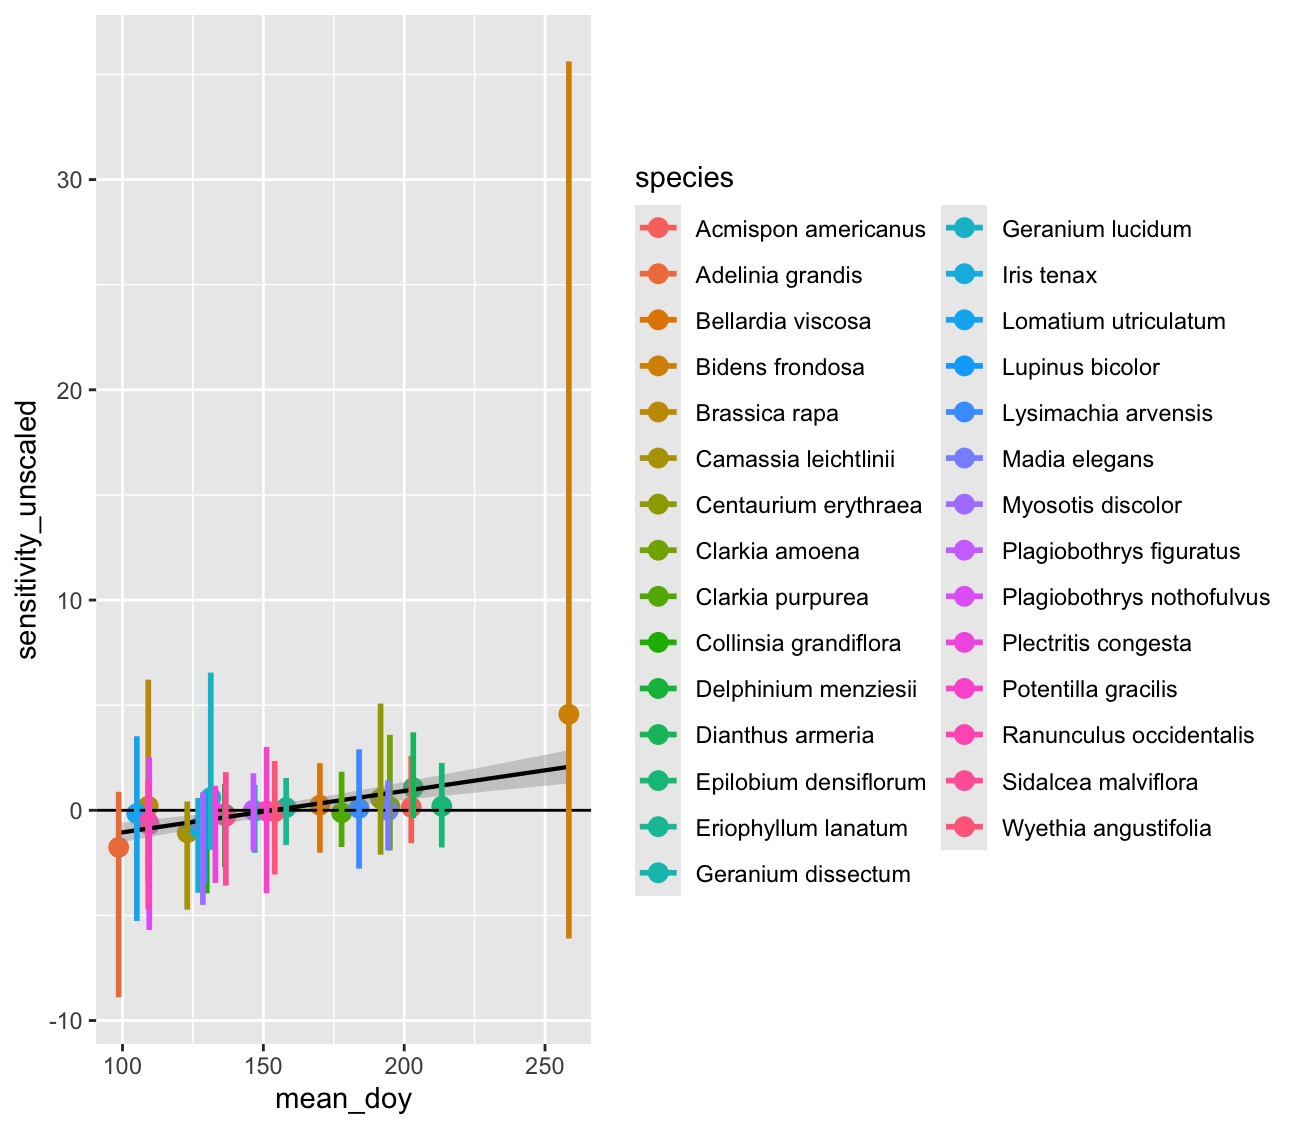 sensitivity_unscaled
30
20
10
0
-10
100
150
200
250
mean_doy
species
Acmispon americanus
Adelinia grandis
Bellardia viscosa
Bidens frondosa
Brassica rapa
Camassia leichtlinii
Centaurium erythraea
Clarkia amoena
Clarkia purpurea
Collinsia grandiflora
Delphinium menziesii
Dianthus armeria
Epilobium densiflorum
Eriophyllum lanatum
Geranium dissectum
Geranium lucidum
Iris tenax
Lomatium utriculatum
Lupinus bicolor
Lysimachia arvensis
Madia elegans
Myosotis discolor
Plagiobothrys figuratus
Plagiobothrys nothofulvus
Plectritis congesta
Potentilla gracilis
Ranunculus occidentalis
Sidalcea malviflora
Wyethia angustifolia